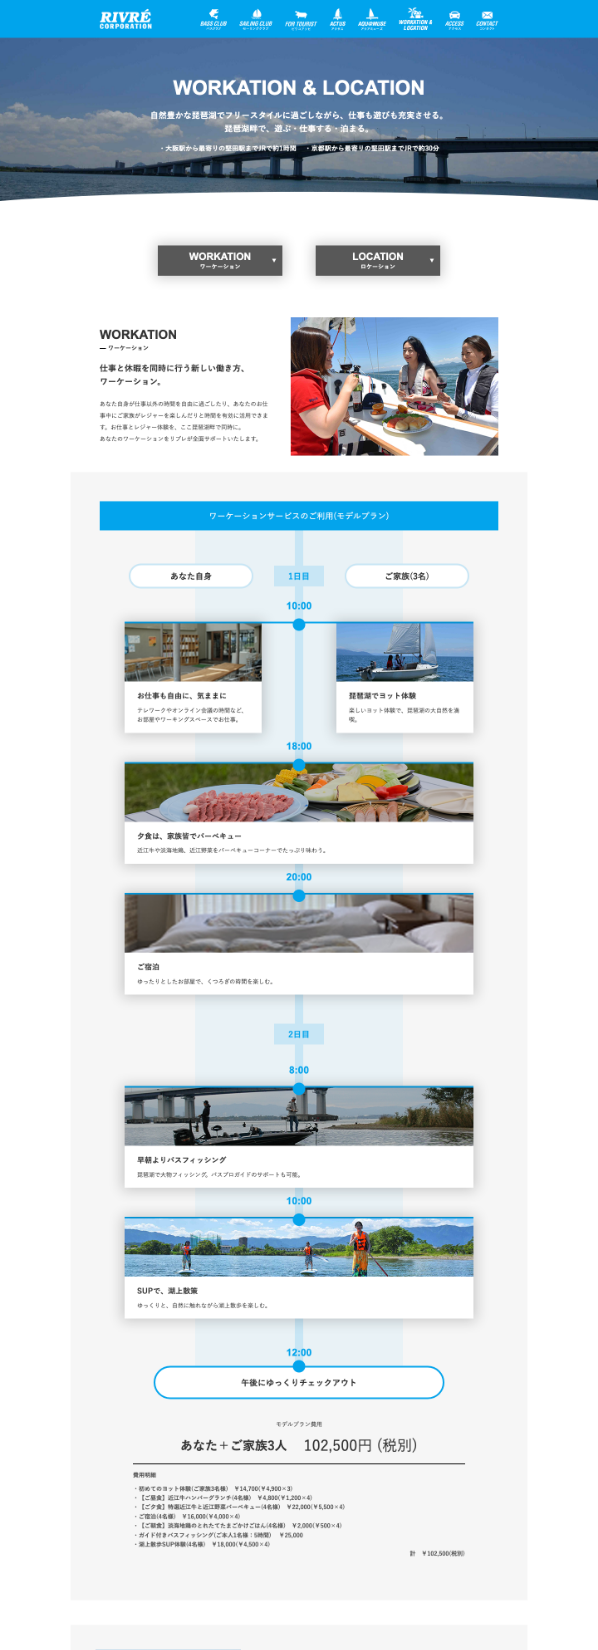 RIVRÉ
CORPORATION
BASS CLUB
SAILING CLUB
FOR TOURIST
ACTUS
AQUAMUSE
WORKATION &
LOCATION
ACCESS
アクセス
CONTACT
コンタクト
WORKATION & LOCATION
自然豊かな琵琶湖でフリースタイルに過ごしながら、仕事も遊びも充実させる。
琵琶湖畔で、遊ぶ・仕事する・泊まる。
・大阪駅から最寄りの堅田駅までJRで約1時間　・京都駅から最寄りの堅田駅までJRで約30分
WORKATION
ワーケーション
▼
LOCATION
ロケーション
▼
WORKATION
ワーケーション
仕事と休暇を同時に行う新しい働き方、
ワーケーション。
あなた自身が仕事以外の時間を自由に過ごしたり、あなたのお仕
事中にご家族がレジャーを楽しんだりと時間を有効に活用できま
す。お仕事とレジャー体験を、ここ琵琶湖畔で同時に。
あなたのワーケーションをリブレが全面サポートいたします。
ワーケーションサービスのご利用(モデルプラン)
あなた自身
1日目
ご家族(3名)
10:00
お仕事も自由に、気ままに
テレワークやオンライン会議の時間など、
お部屋やワーキングスペースでお仕事。
琵琶湖でヨット体験
楽しいヨット体験で、琵琶湖の大自然を満
喫。
18:00
夕食は、家族皆でバーベキュー
近江牛や淡海地鶏、近江野菜をバーベキューコーナーでたっぷり味わう。
20:00
ご宿泊
ゆったりとしたお部屋で、くつろぎの時間を楽しむ。
2日目
8:00
早朝よりバスフィッシング
琵琶湖で大物フィッシング。バスプロガイドのサポートも可能。
10:00
SUPで、湖上散策
ゆっくりと、自然に触れながら湖上散歩を楽しむ。
12:00
午後にゆっくりチェックアウト
モデルプラン費用
あなた＋ご家族3人　102,500円 (税別)
費用明細
・初めてのヨット体験(ご家族3名様)　￥14,700(￥4,900×3)
・【ご昼食】近江牛ハンバーグランチ(4名様)　￥4,800(￥1,200×4)
・【ご夕食】特選近江牛と近江野菜バーベキュー(4名様)　￥22,000(￥5,500×4)
・ご宿泊(4名様)　￥16,000(￥4,000×4)
・【ご朝食】淡海地鶏のとれたてたまごかけごはん(4名様)　￥2,000(￥500×4)
・ガイド付きバスフィッシング(ご本人1名様：5時間)　￥25,000
・湖上散歩SUP体験(4名様)　￥18,000(￥4,500×4)
計　￥102,500(税別)